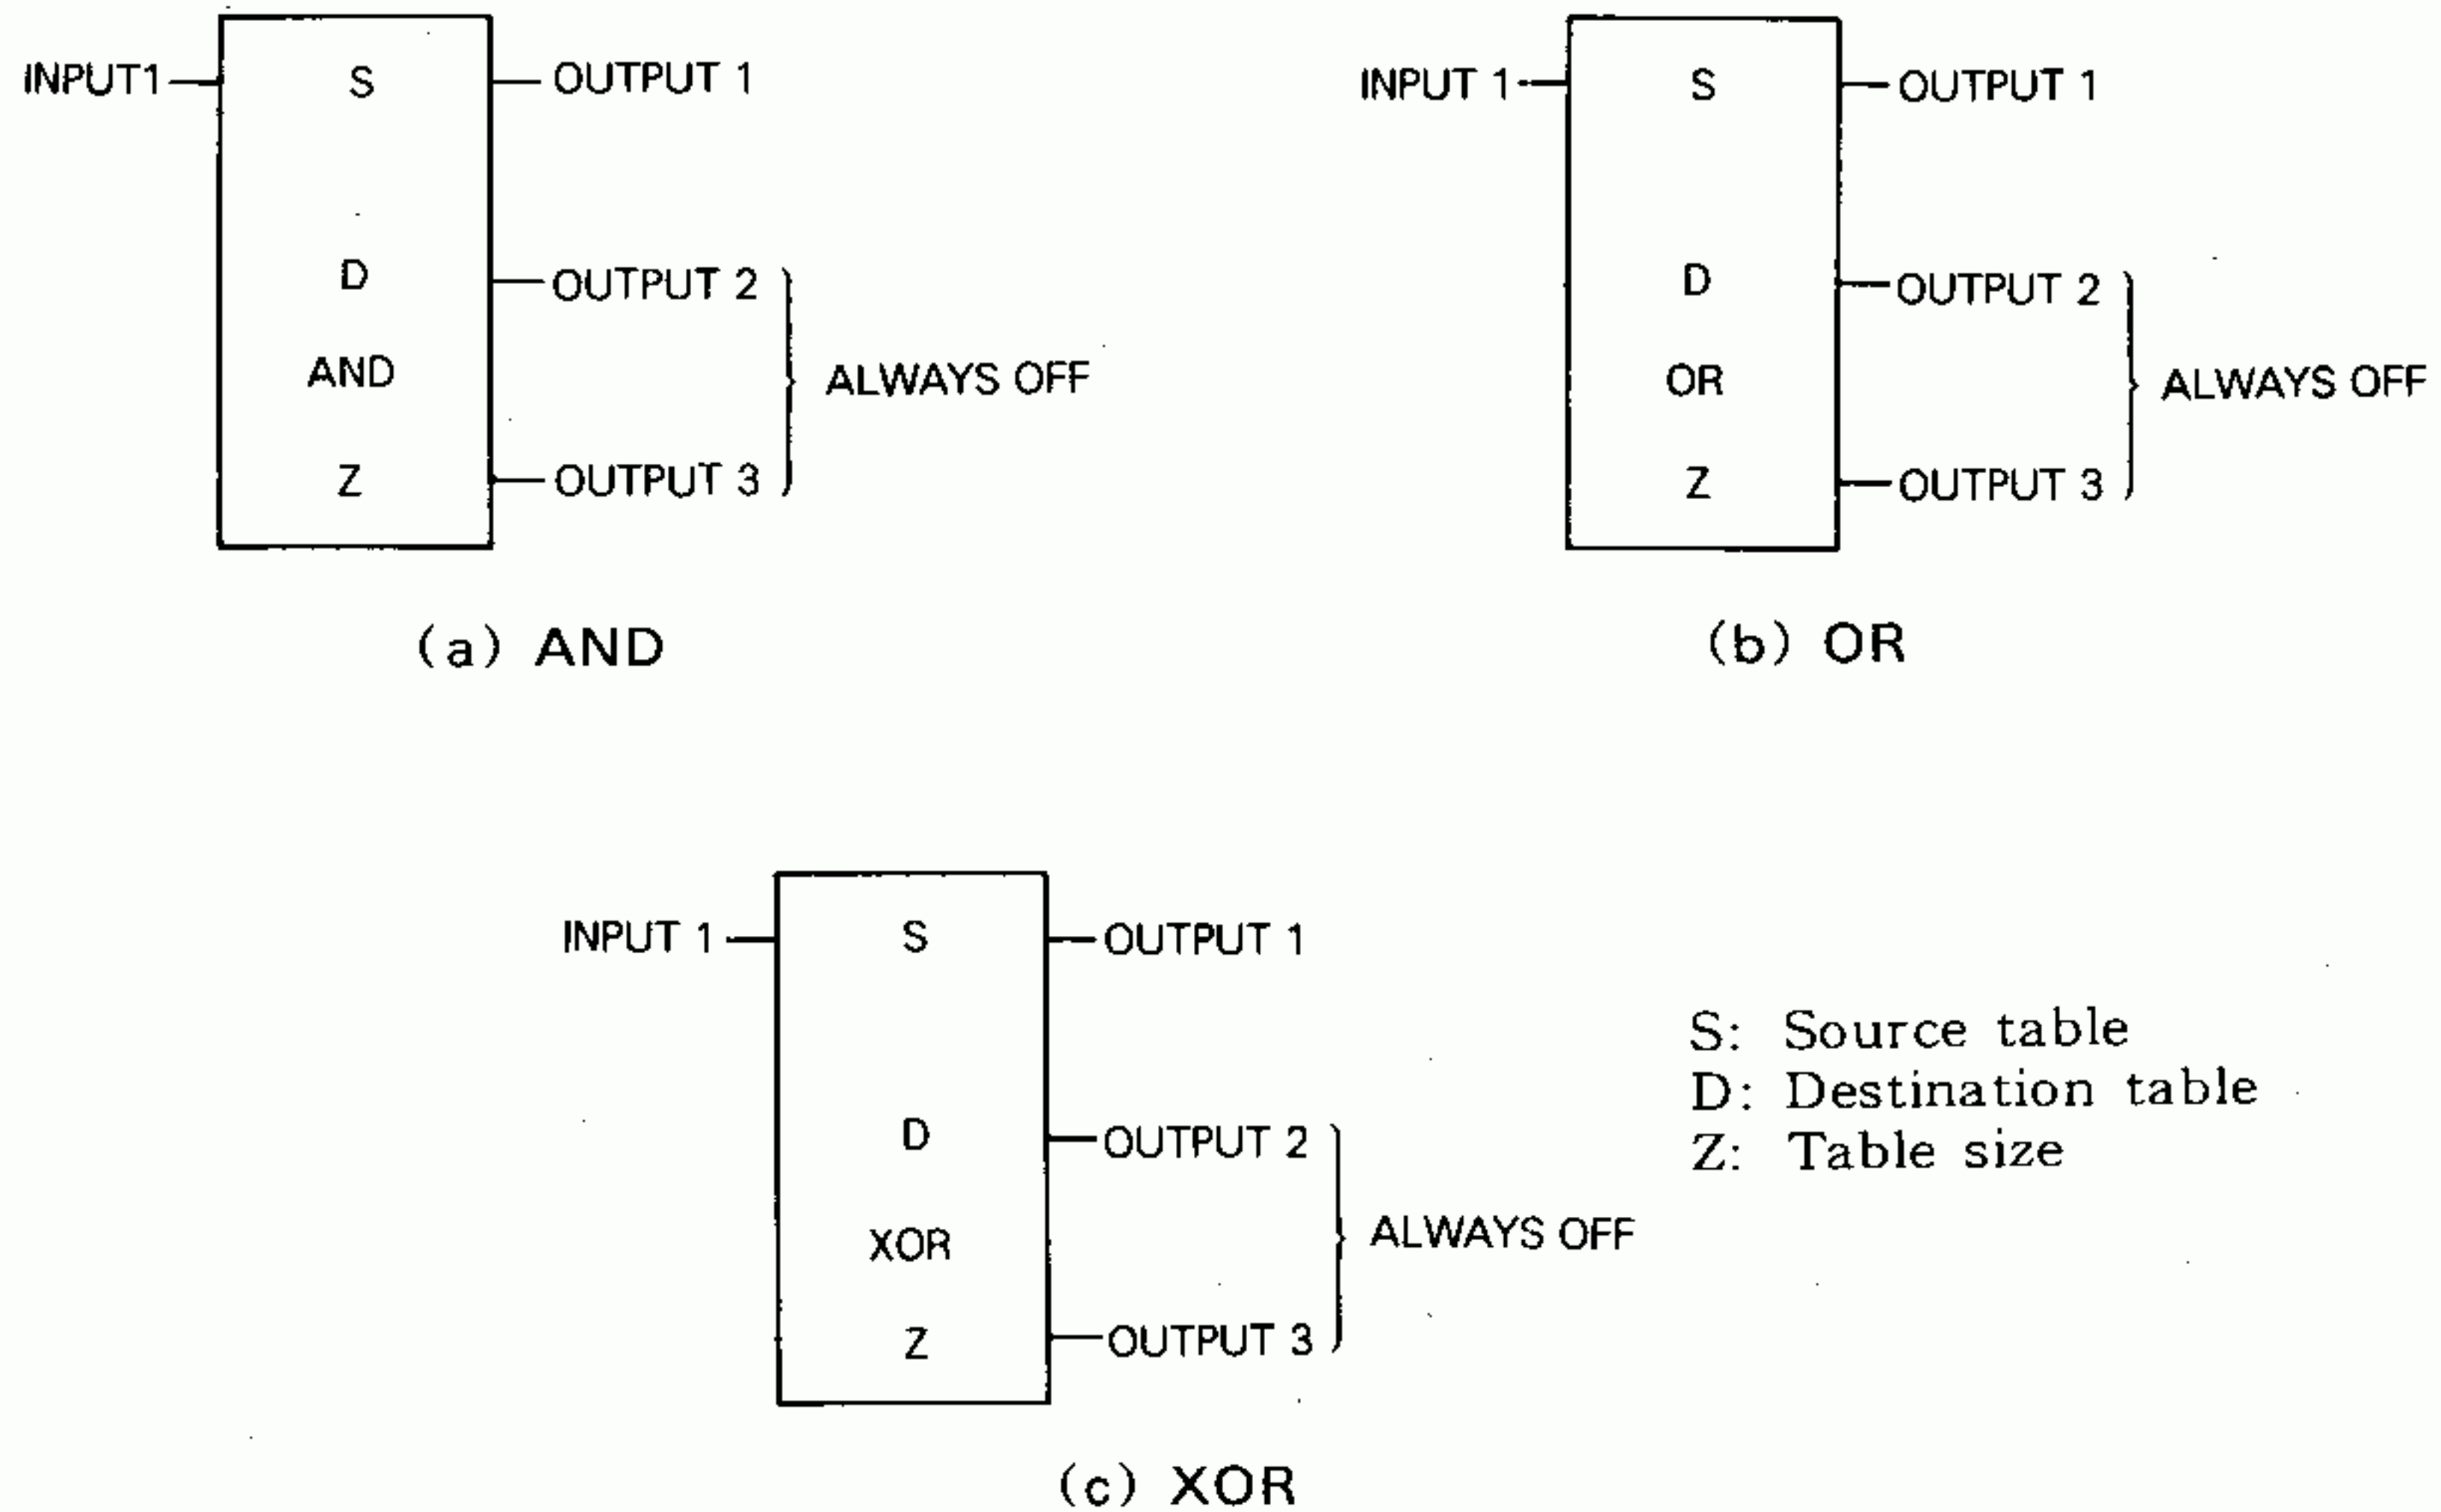 INPUT1 S OUTPUT 1
D OUTPUT 2
AND ALWAYS OFF
Z OUTPUT 3
(a) AND
INPUT 1 S OUTPUT 1
D OUTPUT 2
OR ALWAYS OFF
Z OUTPUT 3
(b) OR
INPUT 1 S OUTPUT 1
D OUTPUT 2
XOR ALWAYS OFF
Z OUTPUT 3
(c) XOR
S: Source table
D: Destination table
Z: Table size